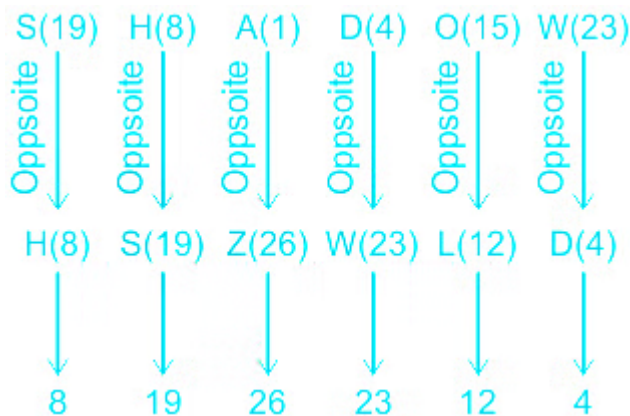 S(19) H(8) A(1) D(4) O(15) W(23)
Oppsoite Oppsoite Oppsoite Oppsoite Oppsoite Oppsoite
H(8) S(19) Z(26) W(23) L(12) D(4)
8 19 26 23 12 4